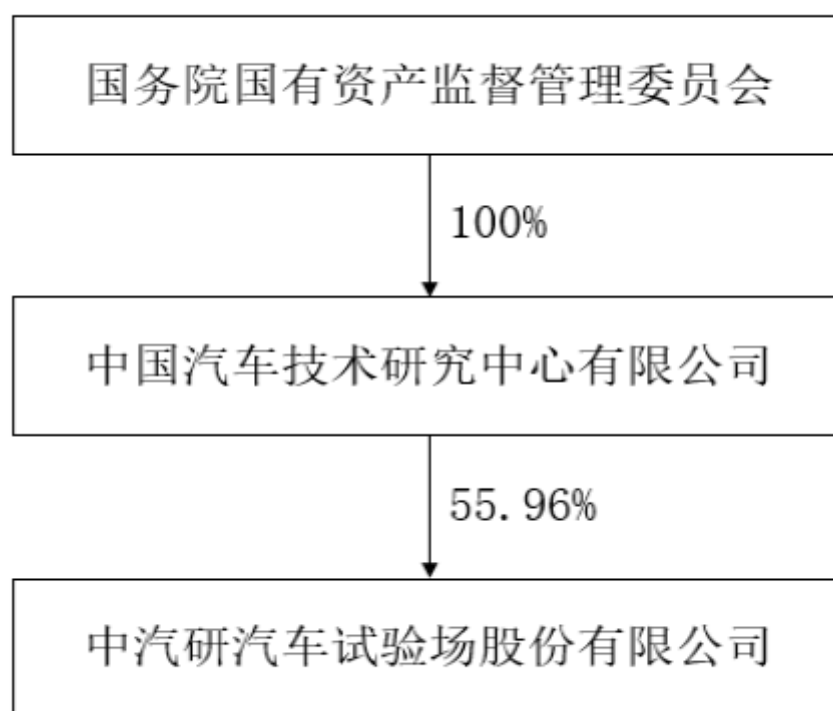 国务院国有资产监督管理委员会
100%
中国汽车技术研究中心有限公司
55.96%
中汽研汽车试验场股份有限公司